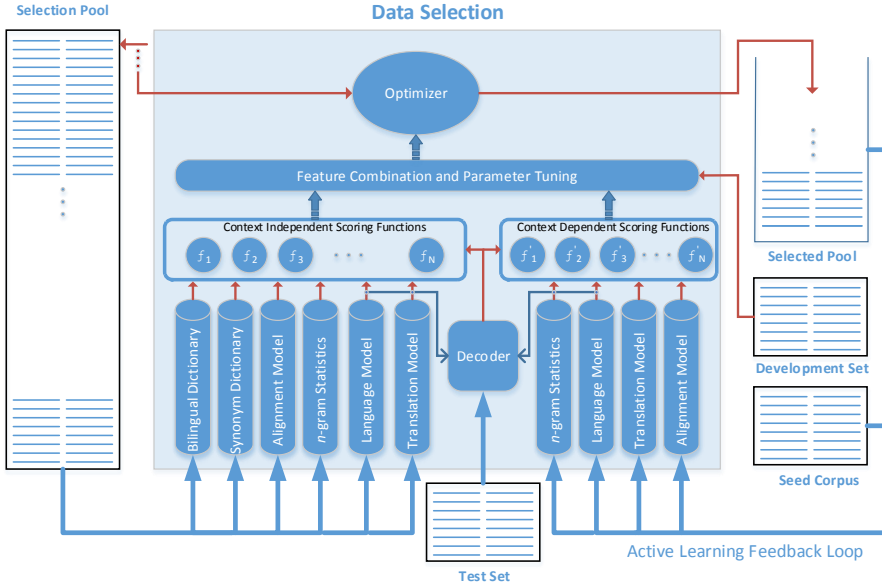 Selection Pool
Data Selection
Optimizer
Feature Combination and Parameter Tuning
Context Independent Scoring Functions
Context Dependent Scoring Functions
f1 f2 f3 . . . fN
f'1 f'2 f'3 . . . f'N
Selected Pool
Bilingual Dictionary
Synonym Dictionary
Alignment Model
n-gram Statistics
Language Model
Translation Model
Decoder
n-gram Statistics
Language Model
Translation Model
Alignment Model
Development Set
Seed Corpus
Active Learning Feedback Loop
Test Set